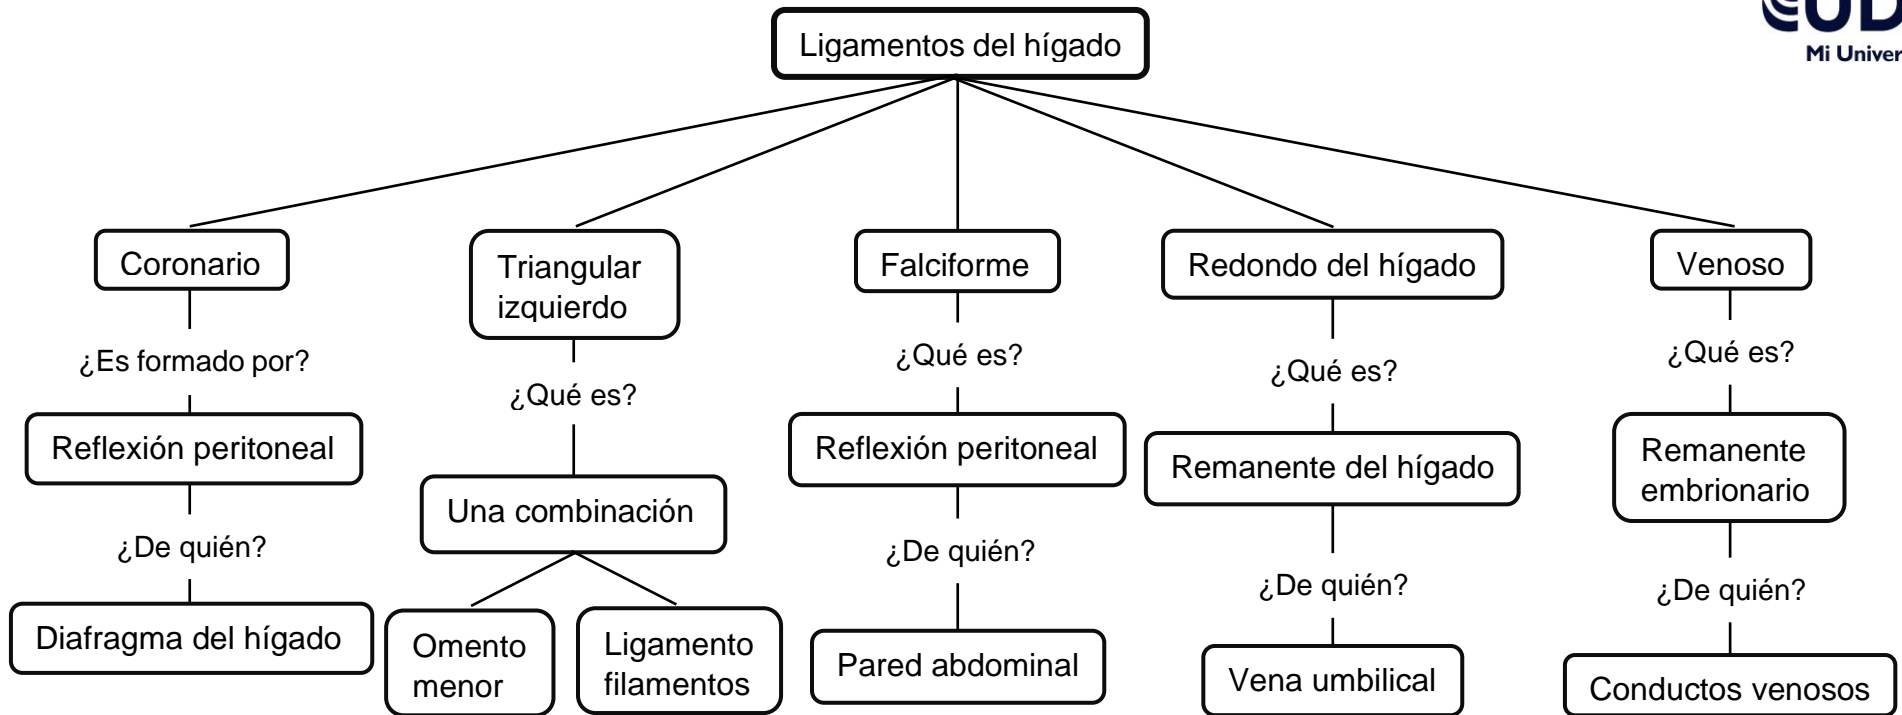 Mi Univer
Ligamentos del hígado
Coronario
Triangular
izquierdo
Falciforme
Redondo del hígado
Venoso
¿Es formado por?
¿Qué es?
¿Qué es?
¿Qué es?
¿Qué es?
Reflexión peritoneal
Una combinación
Reflexión peritoneal
Remanente del hígado
Remanente
embrionario
¿De quién?
¿De quién?
¿De quién?
¿De quién?
Diafragma del hígado
Omento
menor
Ligamento
filamentos
Pared abdominal
Vena umbilical
Conductos venosos